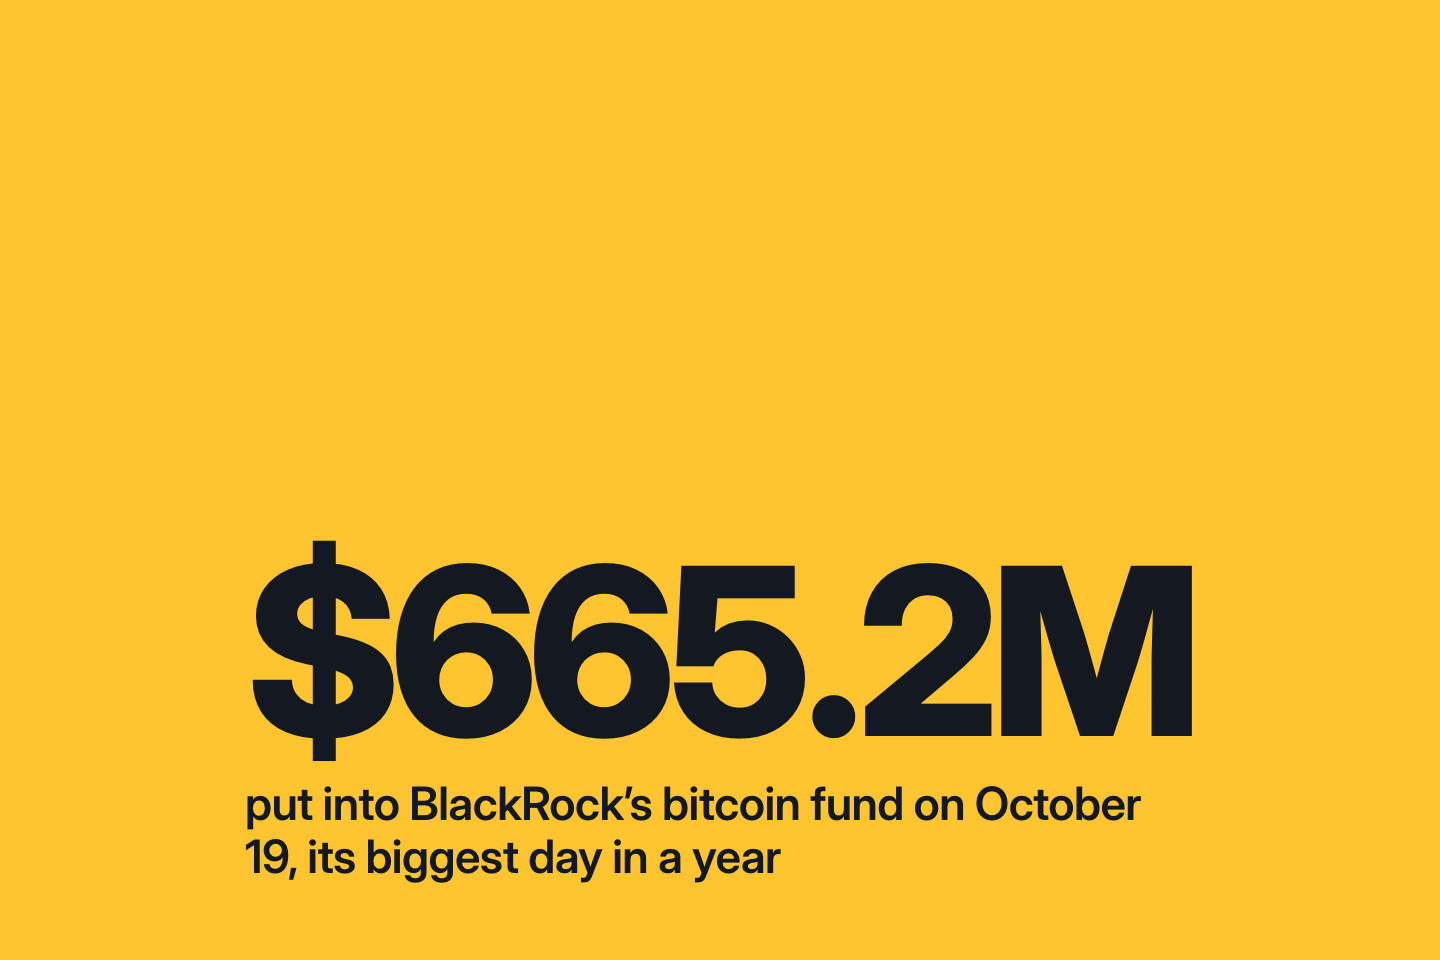 $665.2M
put into BlackRock’s bitcoin fund on October
19, its biggest day in a year